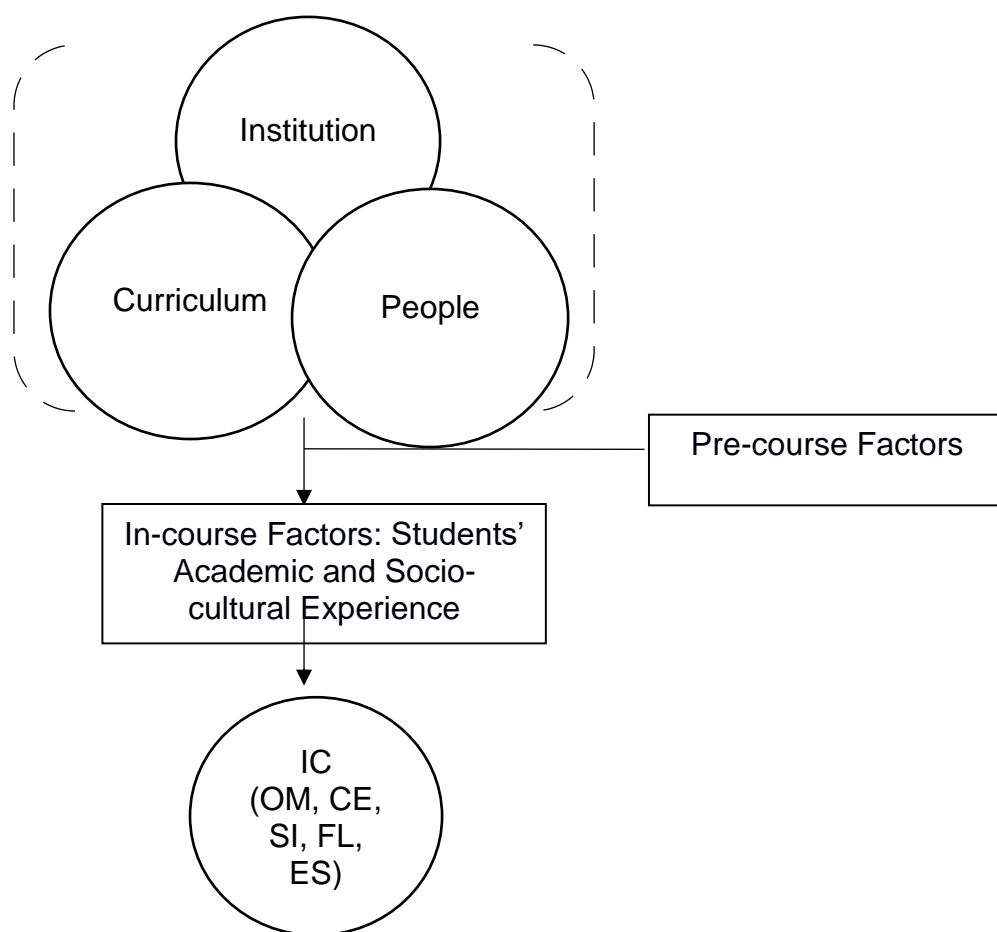 Institution
Curriculum
People
Pre-course Factors
In-course Factors: Students’
Academic and Socio-
cultural Experience
IC
(OM, CE,
SI, FL,
ES)